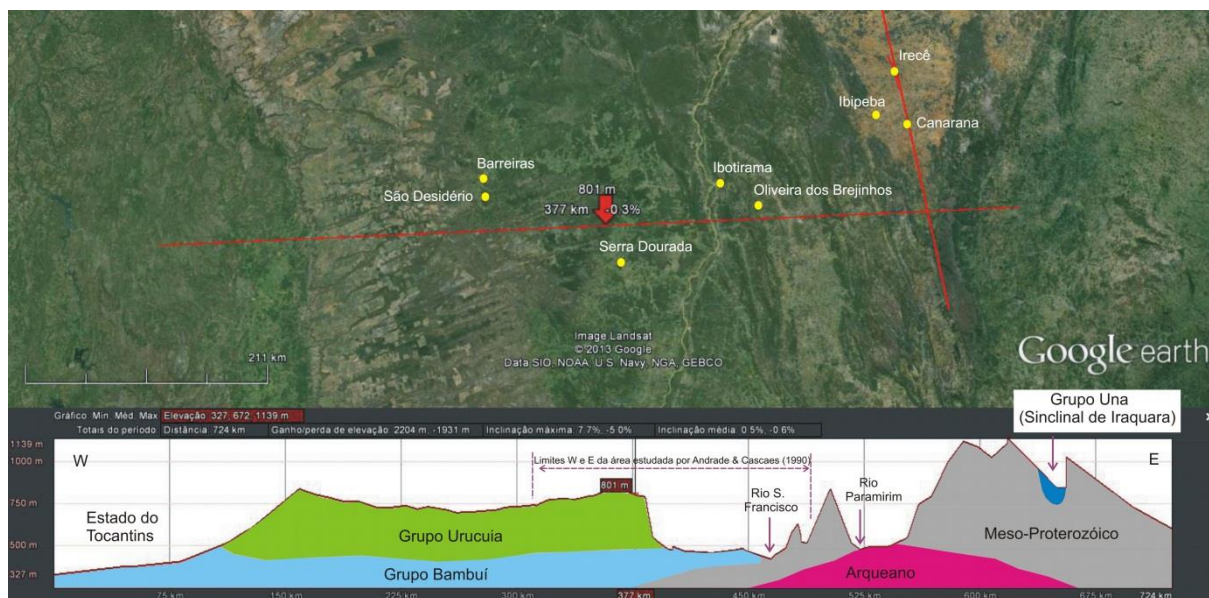 Irecê
Ibipeba
Canarana
Barreiras
São Desidério
Ibotirama
Oliveira dos Brejinhos
801 m
377 km -0.3%
Serra Dourada
Image Landsat
© 2013 Google
Data SIO, NOAA, U.S. Navy, NGA, GEBCO
211 km
Google earth
Grupo Una
(Sinclinal de Iraquara)
Gráfico: Mín, Méd, Máx Elevação: 327, 672, 1139 m
Totais do período: Distância: 724 km Ganho/perda de elevação: 2204 m, -1931 m Inclinação máxima: 7.7%, -5.0% Inclinação média: 0.5%, -0.6%
1139 m
1000 m
750 m
500 m
327 m
W
E
Limites W e E da área estudada por Andrade & Cascaes (1990)
801 m
Rio S.
Francisco
Rio
Paramirim
Estado do
Tocantins
Grupo Urucuia
Meso-Proterozóico
Grupo Bambuí
Arqueano
75 km 150 km 225 km 300 km 377 km 450 km 525 km 600 km 675 km 724 km